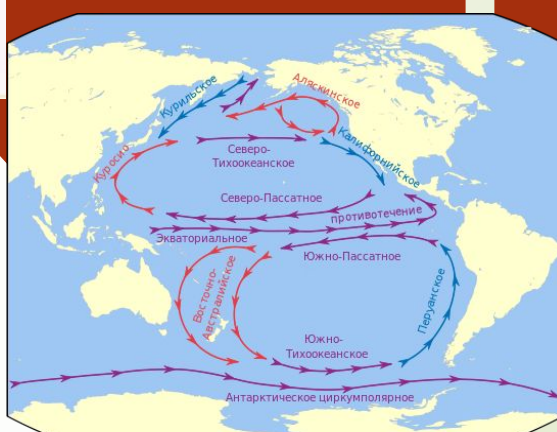 Курильское
Аляскинское
Куросио
Северо-
Тихоокеанское
Калифорнийское
Северо-Пассатное
противотечение
Экваториальное
Южно-Пассатное
Восточно-
Австралийское
Перуанское
Южно-
Тихоокеанское
Антарктическое циркумполярное